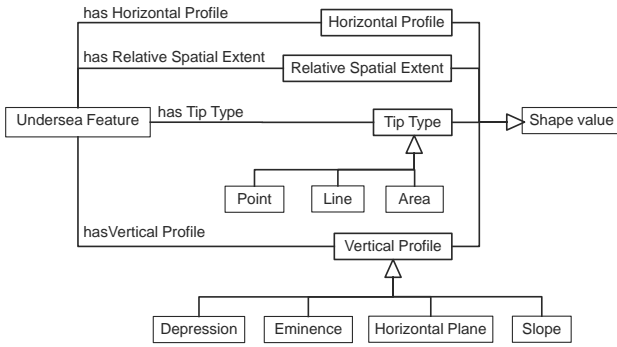 has Horizontal Profile
Horizontal Profile
has Relative Spatial Extent
Relative Spatial Extent
Undersea Feature
has Tip Type
Tip Type
Shape value
Point
Line
Area
hasVertical Profile
Vertical Profile
Depression
Eminence
Horizontal Plane
Slope